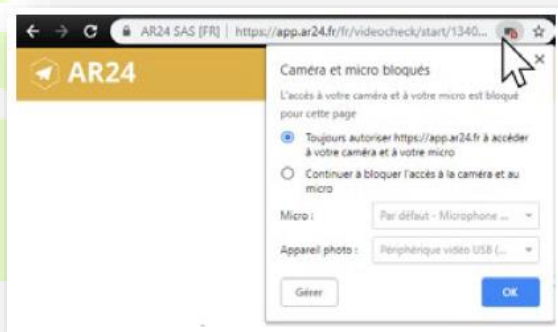 AR24 SAS [FR] | https://app.ar24.fr/fr/videocheck/start/1340...
AR24
Caméra et micro bloqués
L'accès à votre caméra et à votre micro est bloqué
pour cette page
Toujours autoriser https://app.ar24.fr à accéder
à votre caméra et à votre micro
Continuer à bloquer l'accès à la caméra et au
micro
Micro : Par défaut - Microphone ...
Appareil photo : Périphérique vidéo USB (...
Gérer OK